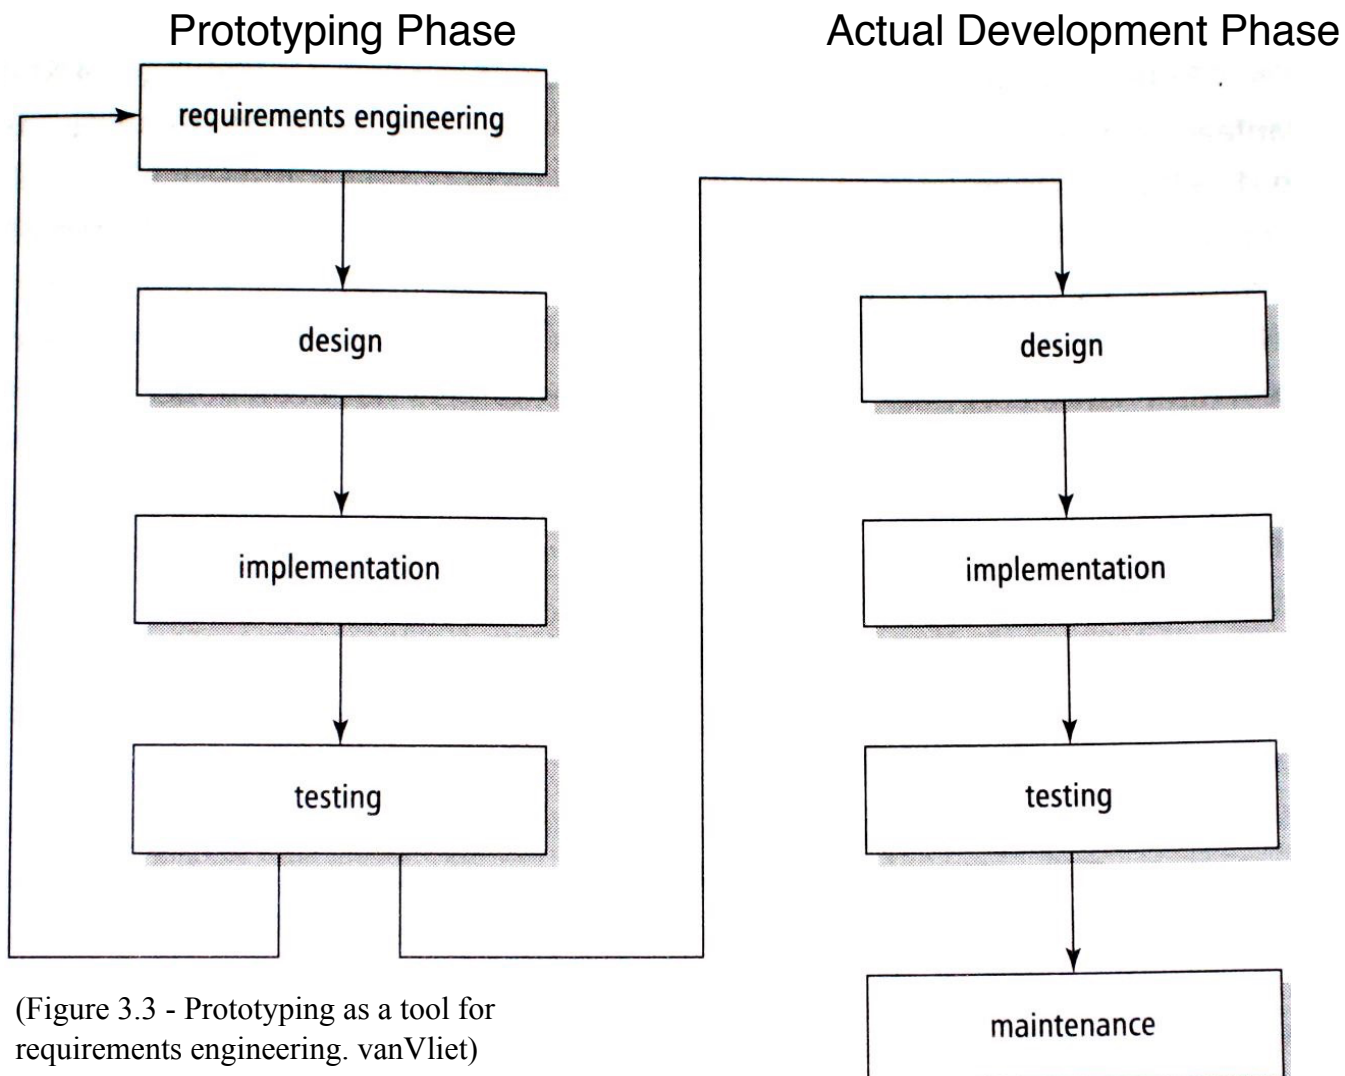 Prototyping Phase
Actual Development Phase
requirements engineering
design
implementation
testing
design
implementation
testing
maintenance
(Figure 3.3 - Prototyping as a tool for
requirements engineering. vanVliet)